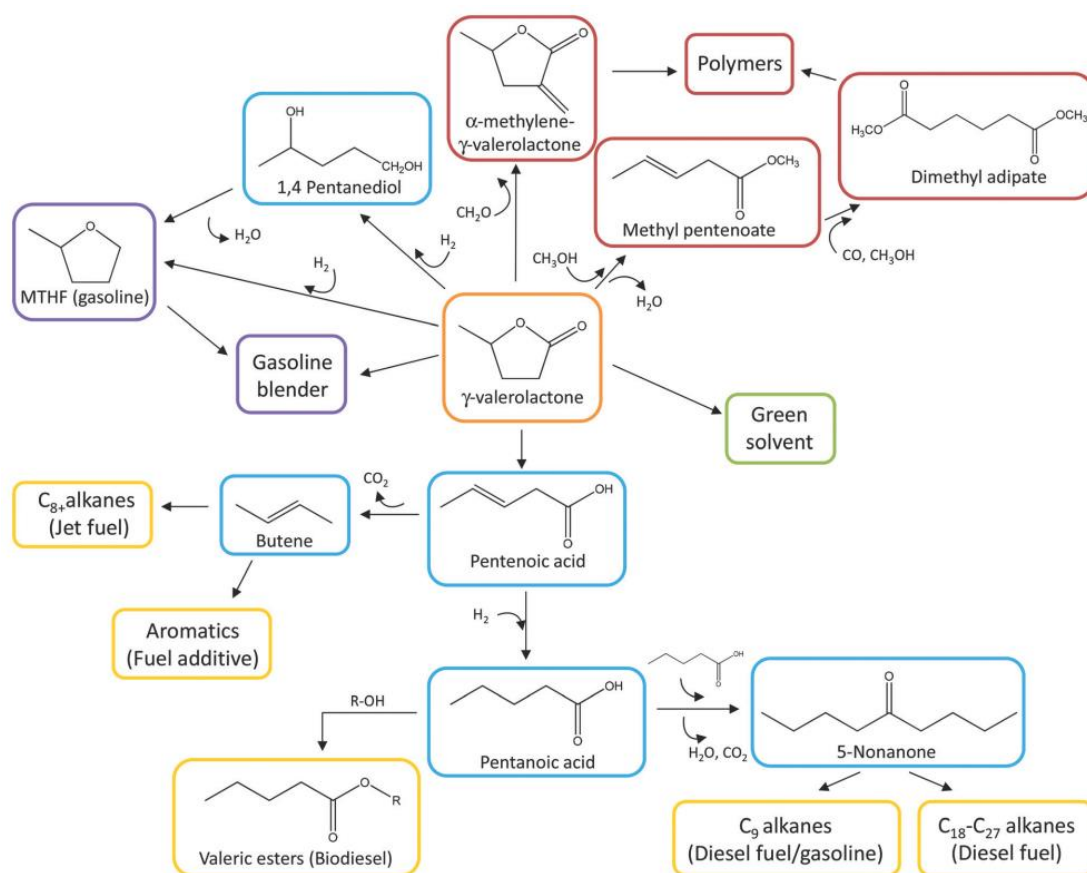 O
O
α-methylene-
γ-valerolactone
Polymers
O
H₃CO
OCH₃
O
Dimethyl adipate
OH
CH₂OH
1,4 Pentanediol
OCH₃
O
Methyl pentenoate
CH₂O
H₂O
H₂
CH₃OH
H₂O
CO, CH₃OH
O
MTHF (gasoline)
H₂
O
O
γ-valerolactone
Gasoline
blender
Green
solvent
C₈₊alkanes
(Jet fuel)
Butene
CO₂
OH
O
Pentenoic acid
Aromatics
(Fuel additive)
H₂
OH
O
R-OH
OH
O
Pentanoic acid
H₂O, CO₂
O
5-Nonanone
O
R
O
Valeric esters (Biodiesel)
C₉ alkanes
(Diesel fuel/gasoline)
C₁₈-C₂₇ alkanes
(Diesel fuel)